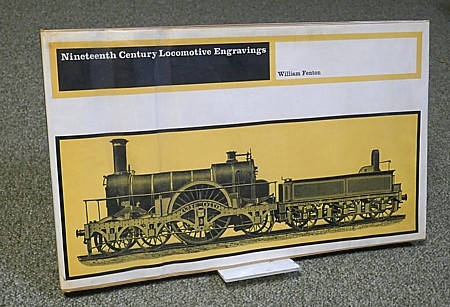 Nineteenth Century Locomotive Engravings
William Fenton